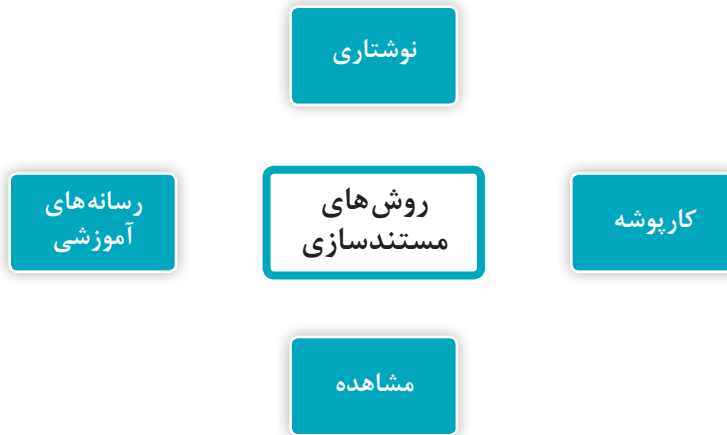 نوشتاری
کارپوشه
روش‌های
مستندسازی
رسانه‌های
آموزشی
مشاهده